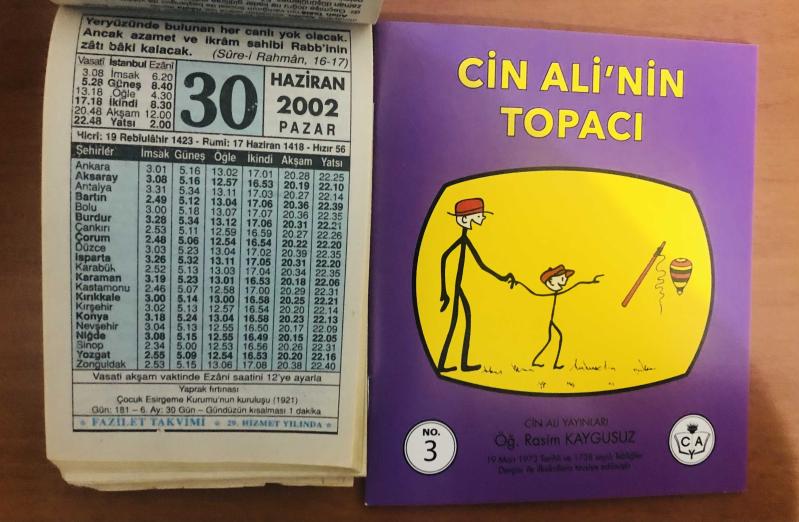 Yeryüzünde bulunan her canlı yok olacak.
Ancak azamet ve ikrâm sahibi Rabb'inin
zâtı bâki kalacak. (Sûre-i Rahmân, 16-17)
Vasatî İstanbul Ezânî
3.08 İmsak 6.20
5.28 Güneş 8.40
13.18 Öğle 4.30
17.18 İkindi 8.30
20.48 Akşam 12.00
22.48 Yatsı 2.00
30
HAZİRAN
2002
PAZAR
Hicrî: 19 Rebîulâhir 1423 - Rumî: 17 Haziran 1418 - Hızır 56
Şehirler İmsak Güneş Öğle İkindi Akşam Yatsı
Ankara 3.01 5.16 13.02 17.01 20.28 22.25
Aksaray 3.08 5.16 12.57 16.53 20.19 22.10
Antalya 3.31 5.34 13.11 17.03 20.27 22.14
Bartın 2.49 5.12 13.04 17.06 20.36 22.39
Bolu 3.00 5.18 13.07 17.07 20.36 22.35
Burdur 3.28 5.34 13.12 17.06 20.31 22.21
Çankırı 2.53 5.11 12.59 16.59 20.27 22.26
Çorum 2.48 5.06 12.54 16.54 20.22 22.20
Düzce 3.03 5.23 13.04 17.02 20.39 22.35
Isparta 3.26 5.32 13.11 17.05 20.31 22.20
Karabük 2.52 5.13 13.03 17.04 20.34 22.35
Karaman 3.19 5.23 13.01 16.53 20.18 22.06
Kastamonu 2.46 5.07 12.58 17.00 20.29 22.31
Kırıkkale 3.00 5.14 13.00 16.58 20.25 22.21
Kırşehir 3.02 5.13 12.57 16.54 20.20 22.14
Konya 3.18 5.24 13.04 16.58 20.23 22.13
Nevşehir 3.04 5.13 12.55 16.50 20.17 22.09
Niğde 3.08 5.15 12.55 16.49 20.15 22.05
Sinop 2.34 5.00 12.53 16.56 20.26 22.31
Yozgat 2.55 5.09 12.54 16.53 20.20 22.16
Zonguldak 2.53 5.15 13.06 17.08 20.38 22.40
Vasati akşam vaktinde Ezânî saatini 12'ye ayarla
Yaprak fırtınası
Çocuk Esirgeme Kurumu'nun kuruluşu (1921)
Gün: 181 – 6. Ay: 30 Gün – Gündüzün kısalması 1 dakika
FAZİLET TAKVİMİ 29. HİZMET YILINDA
CİN ALİ'NİN
TOPACI
NO.
3
CİN ALİ YAYINLARI
Öğ. Rasim KAYGUSUZ
19 Mart 1973 Tarihli ve 1738 sayılı Tebliğler
Dergisi ile ilkokullara tavsiye edilmiştir.
C A
Y